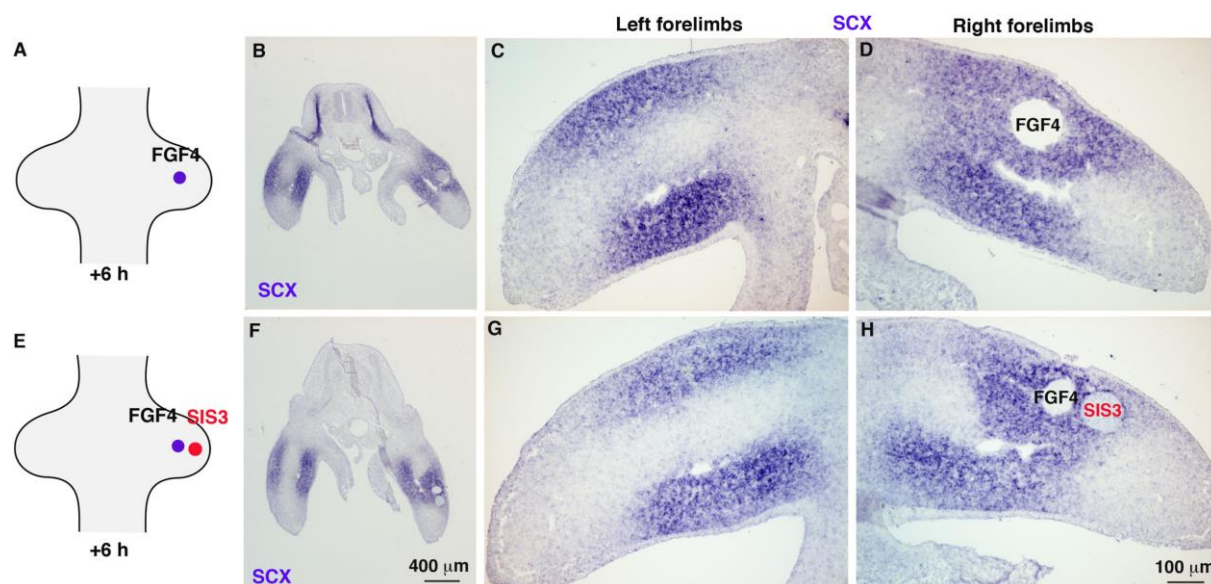 Left forelimbs SCX Right forelimbs
A B C D
FGF4 FGF4
+6 h SCX
E F G H
FGF4 SIS3 FGF4 SIS3
+6 h SCX 400 μm 100 μm